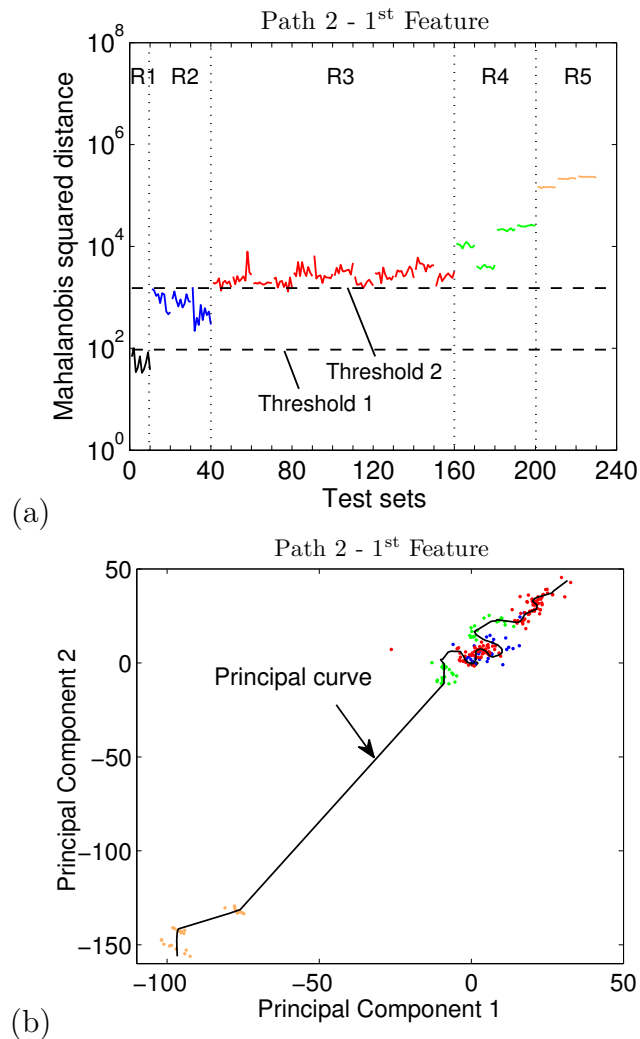 Path 2 - 1st Feature
10^8
10^6
10^4
10^2
10^0
Mahalanobis squared distance
R1 R2 R3 R4 R5
Threshold 2
Threshold 1
0 40 80 120 160 200 240
Test sets
(a)
Path 2 - 1st Feature
50
0
−50
−100
−150
Principal Component 2
Principal curve
−100 −50 0 50
Principal Component 1
(b)